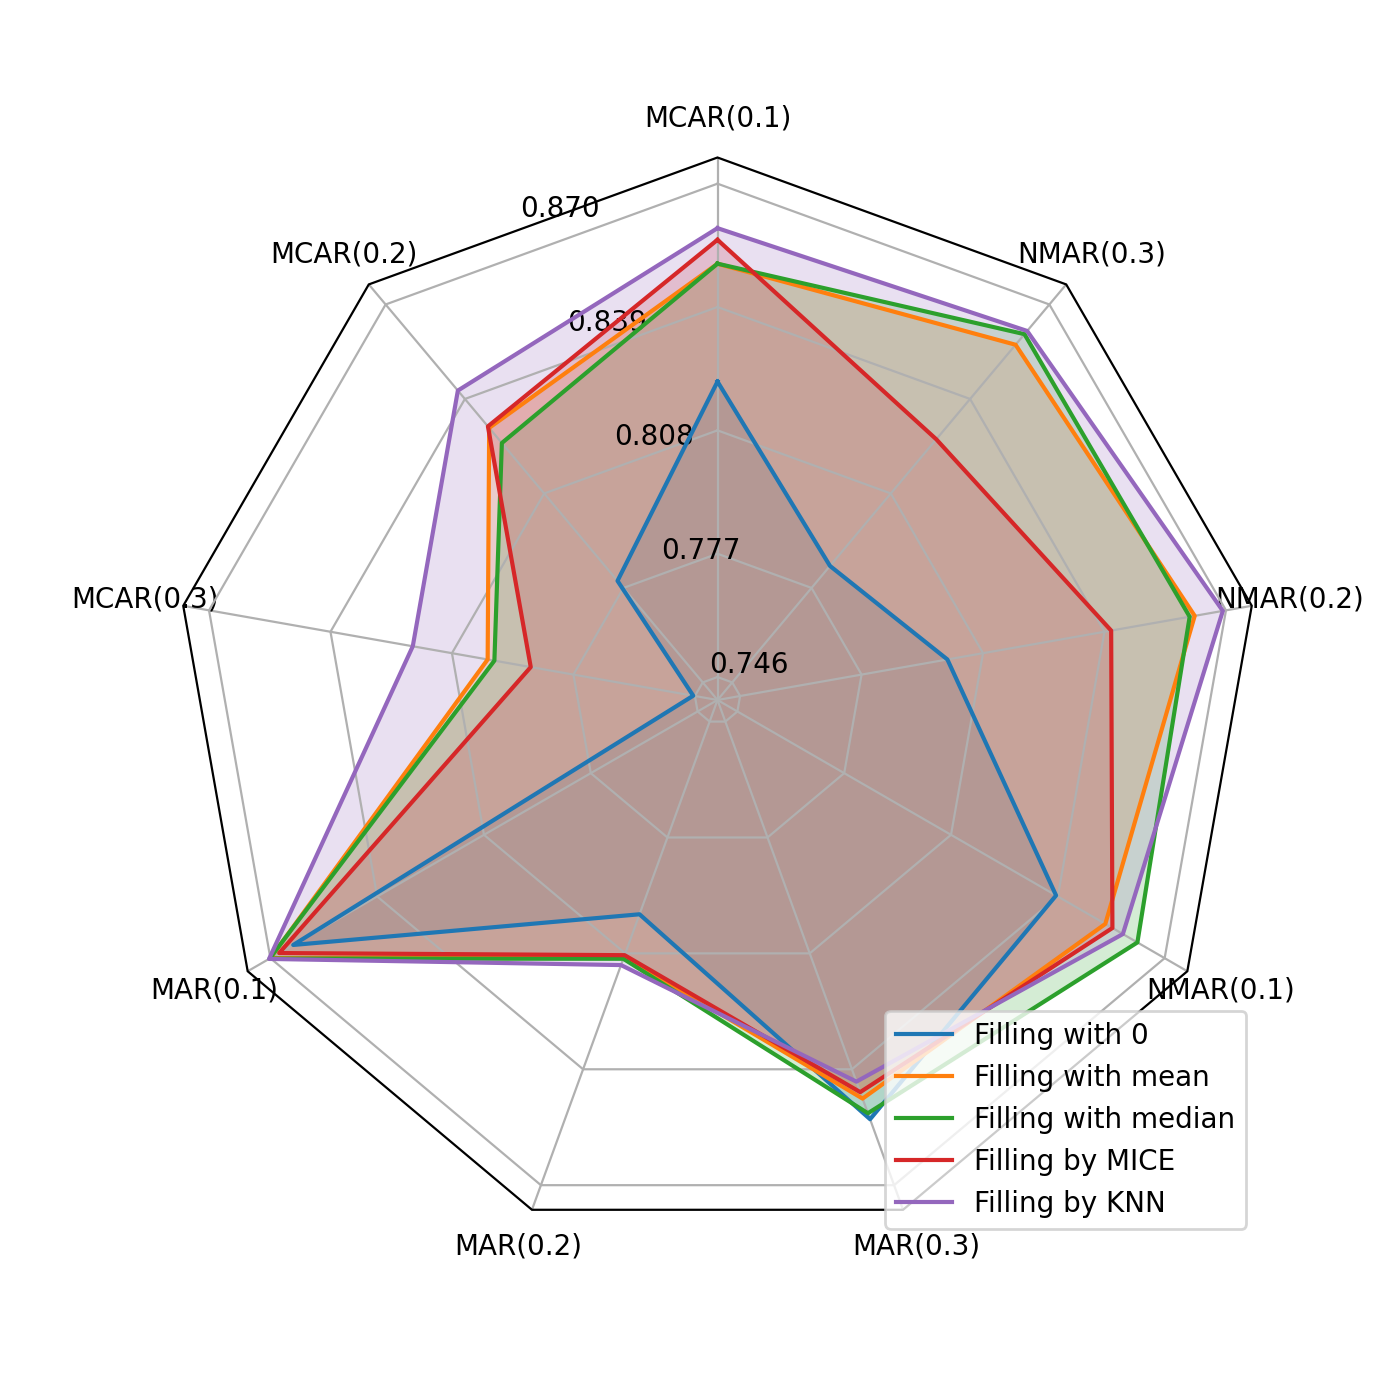 MCAR(0.1)
0.870
MCAR(0.2)
NMAR(0.3)
0.839
0.808
0.777
MCAR(0.3)
NMAR(0.2)
0.746
MAR(0.1)
NMAR(0.1)
Filling with 0
Filling with mean
Filling with median
Filling by MICE
Filling by KNN
MAR(0.2)
MAR(0.3)